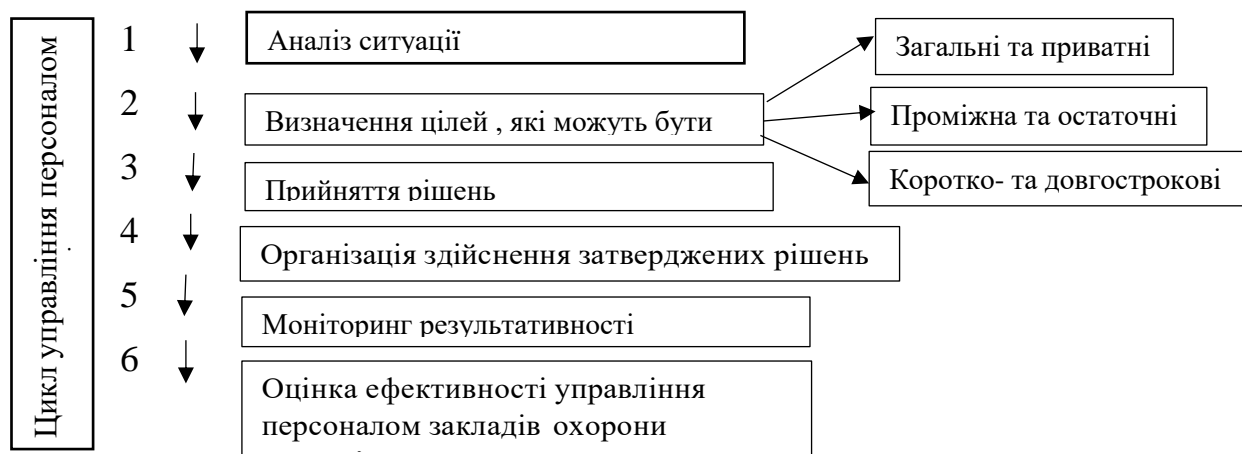 Цикл управління персоналом
1
Аналіз ситуації
2
Визначення цілей , які можуть бути
Загальні та приватні
Проміжна та остаточні
Коротко- та довгострокові
3
Прийняття рішень
4
Організація здійснення затверджених рішень
5
Моніторинг результативності
6
Оцінка ефективності управління
персоналом закладів охорони